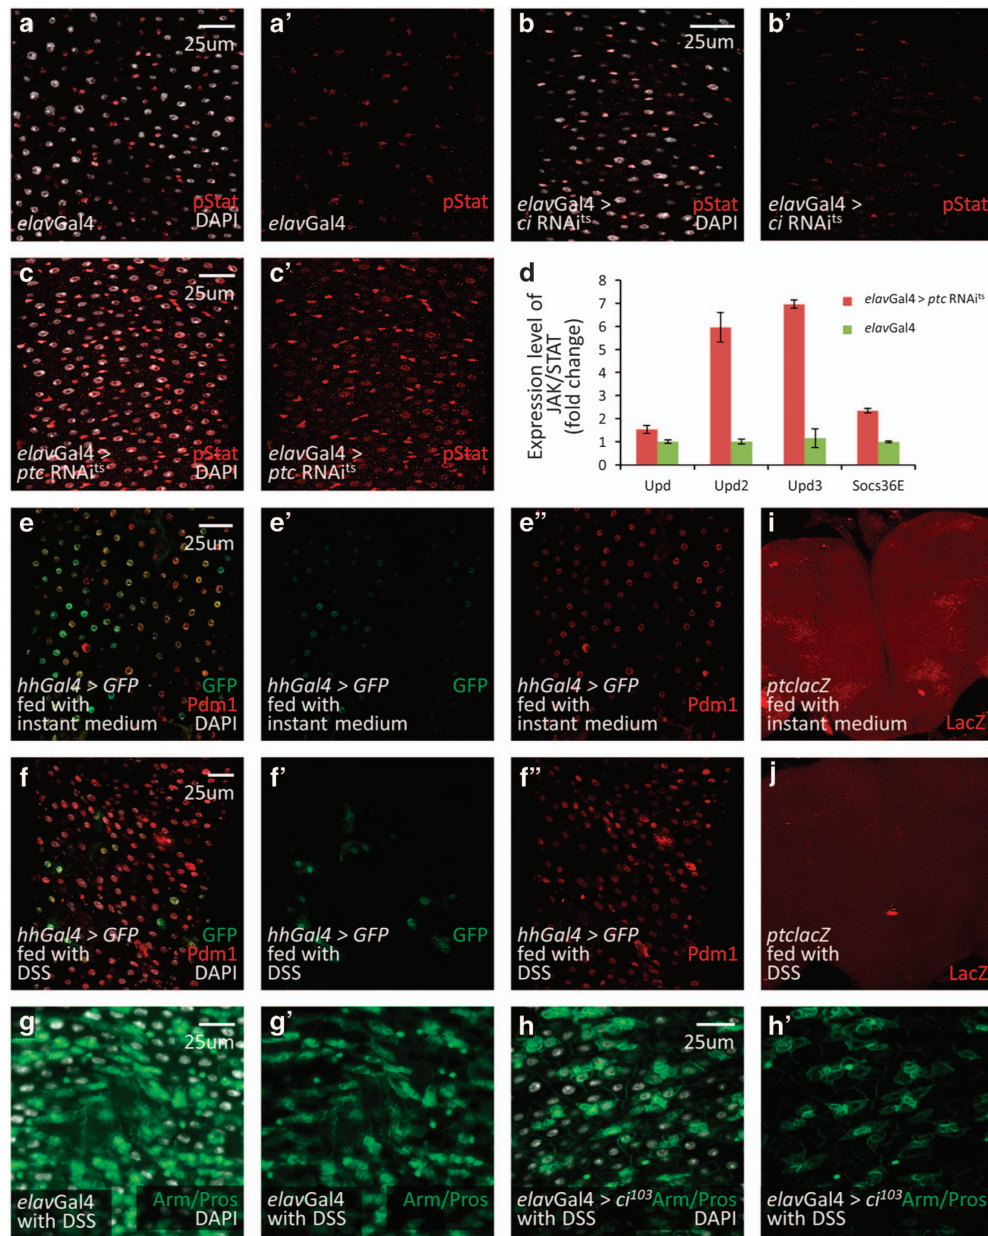 a
25um
pStat
elavGal4 DAPI
a'
elavGal4 pStat
b
25um
elavGal4 > pStat
ci RNAiᵗˢ DAPI
b'
elavGal4 >
ci RNAiᵗˢ pStat
c
25um
elavGal4 > pStat
ptc RNAiᵗˢ DAPI
c'
elavGal4 > pStat
ptc RNAiᵗˢ
d
Expression level of
JAK/STAT
(fold change)
8
7
6
5
4
3
2
1
0
Upd Upd2 Upd3 Socs36E
elavGal4 > ptc RNAiᵗˢ
elavGal4
e
25um
hhGal4 > GFP GFP
fed with Pdm1
instant medium DAPI
e'
hhGal4 > GFP GFP
fed with
instant medium
e''
hhGal4 > GFP
fed with Pdm1
instant medium
i
ptclacZ
fed with
instant medium LacZ
f
25um
hhGal4 > GFP GFP
fed with Pdm1
DSS DAPI
f'
hhGal4 > GFP GFP
fed with
DSS
f''
hhGal4 > GFP
fed with Pdm1
DSS
j
ptclacZ
fed with
DSS LacZ
g
25um
elavGal4 Arm/Pros
with DSS DAPI
g'
elavGal4 Arm/Pros
with DSS
h
25um
elavGal4 > ci¹⁰³ Arm/Pros
with DSS DAPI
h'
elavGal4 > ci¹⁰³ Arm/Pros
with DSS